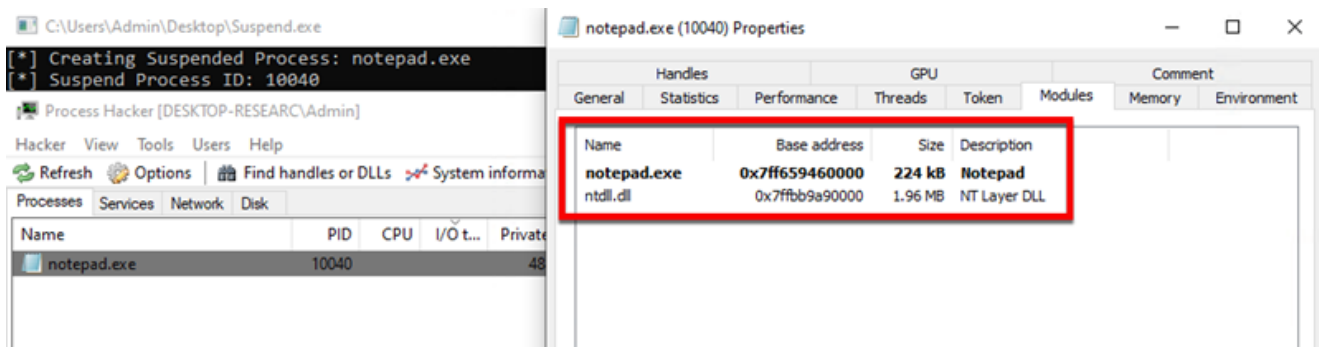 C:\Users\Admin\Desktop\Suspend.exe
[*] Creating Suspended Process: notepad.exe
[*] Suspend Process ID: 10040
Process Hacker [DESKTOP-RESEARC\Admin]
Hacker View Tools Users Help
Refresh Options Find handles or DLLs System informa
Processes Services Network Disk
Name PID CPU I/O t... Private
notepad.exe 10040 48
notepad.exe (10040) Properties
Handles GPU Comment
General Statistics Performance Threads Token Modules Memory Environment
Name Base address Size Description
notepad.exe 0x7ff659460000 224 kB Notepad
ntdll.dll 0x7ffbb9a90000 1.96 MB NT Layer DLL